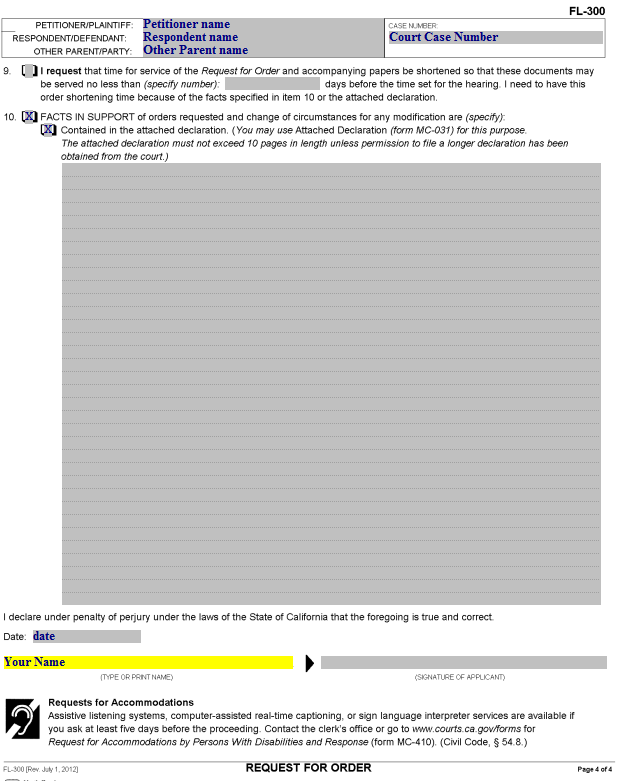 FL-300
PETITIONER/PLAINTIFF: Petitioner name
RESPONDENT/DEFENDANT: Respondent name
OTHER PARENT/PARTY: Other Parent name
CASE NUMBER:
Court Case Number
9. I request that time for service of the Request for Order and accompanying papers be shortened so that these documents may
be served no less than (specify number): days before the time set for the hearing. I need to have this
order shortening time because of the facts specified in item 10 or the attached declaration.
10. X FACTS IN SUPPORT of orders requested and change of circumstances for any modification are (specify):
X Contained in the attached declaration. (You may use Attached Declaration (form MC-031) for this purpose.
The attached declaration must not exceed 10 pages in length unless permission to file a longer declaration has been
obtained from the court.)
I declare under penalty of perjury under the laws of the State of California that the foregoing is true and correct.
Date: date
Your Name
(TYPE OR PRINT NAME) (SIGNATURE OF APPLICANT)
Requests for Accommodations
Assistive listening systems, computer-assisted real-time captioning, or sign language interpreter services are available if
you ask at least five days before the proceeding. Contact the clerk's office or go to www.courts.ca.gov/forms for
Request for Accommodations by Persons With Disabilities and Response (form MC-410). (Civil Code, § 54.8.)
FL-300 [Rev. July 1, 2012] REQUEST FOR ORDER Page 4 of 4